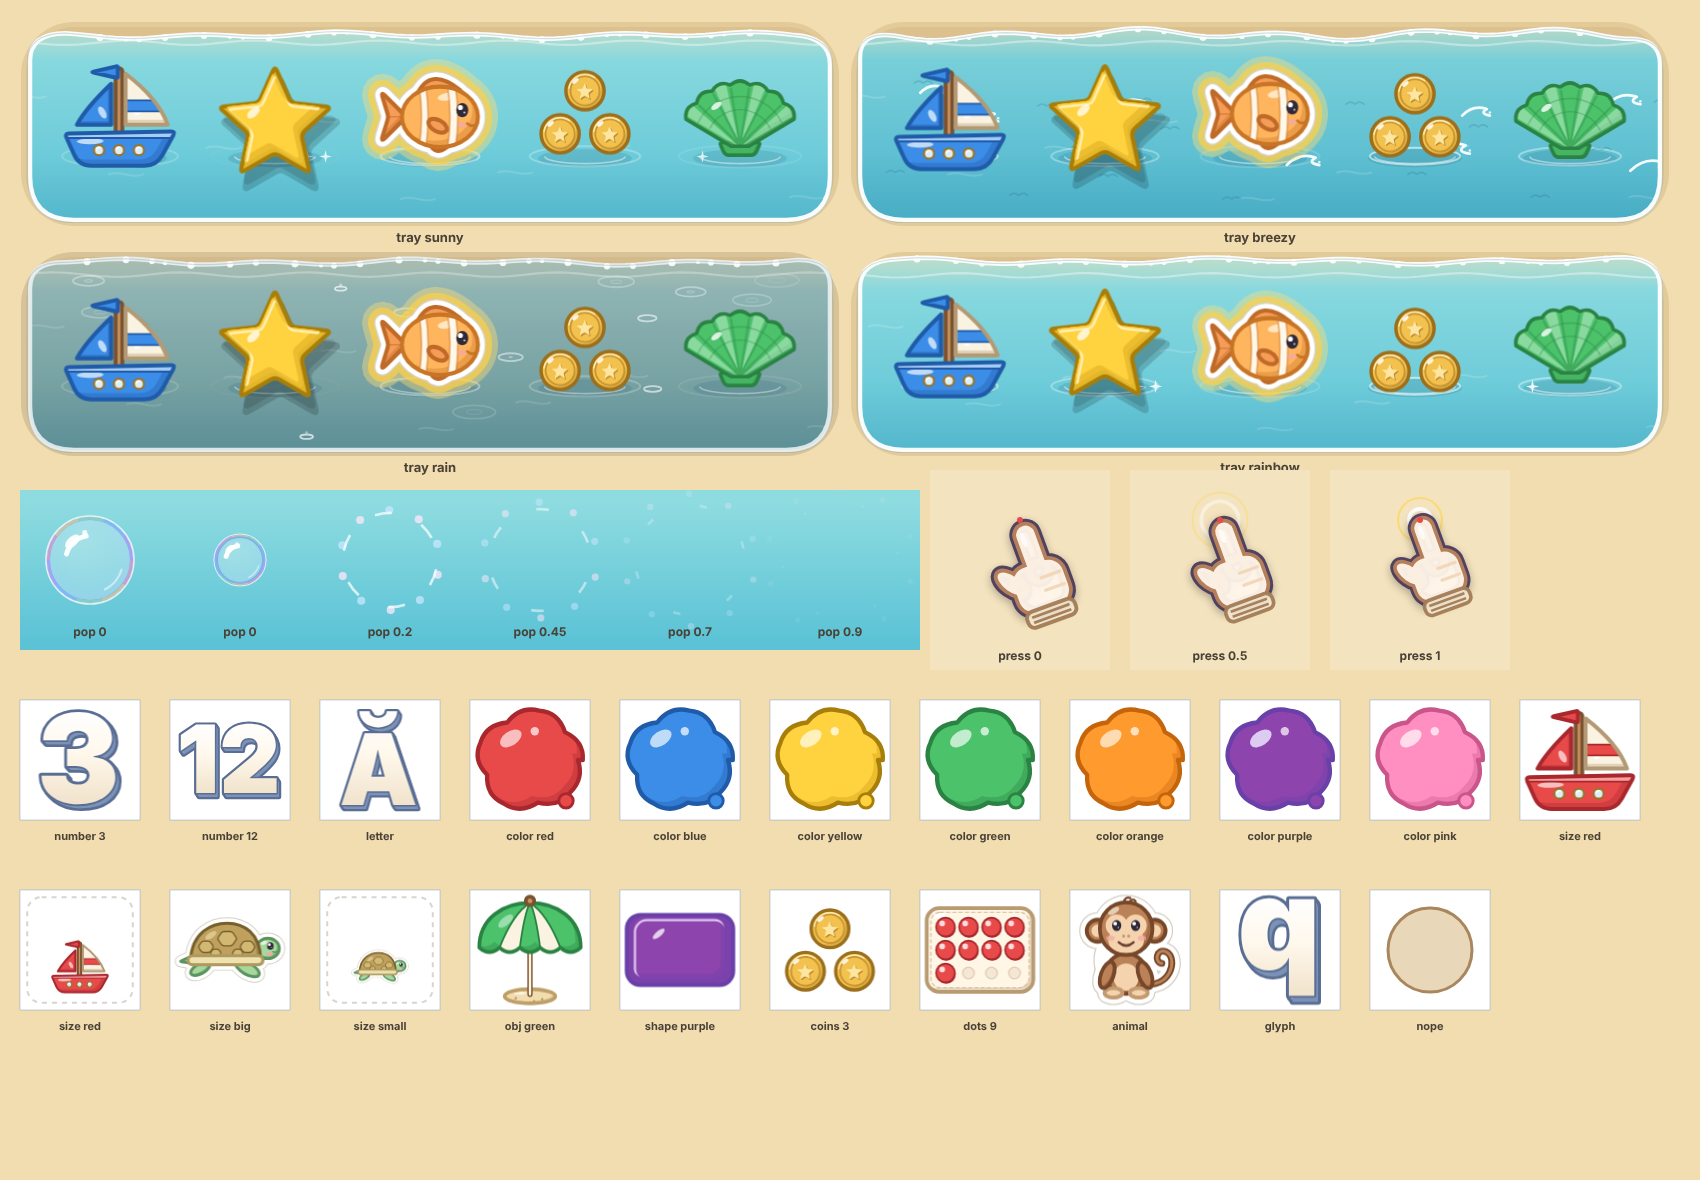 tray sunny
tray breezy
tray rain
tray rainbow
pop 0
pop 0
pop 0.2
pop 0.45
pop 0.7
pop 0.9
press 0
press 0.5
press 1
3
12
Ă
number 3
number 12
letter
color red
color blue
color yellow
color green
color orange
color purple
color pink
size red
q
size red
size big
size small
obj green
shape purple
coins 3
dots 9
animal
glyph
nope